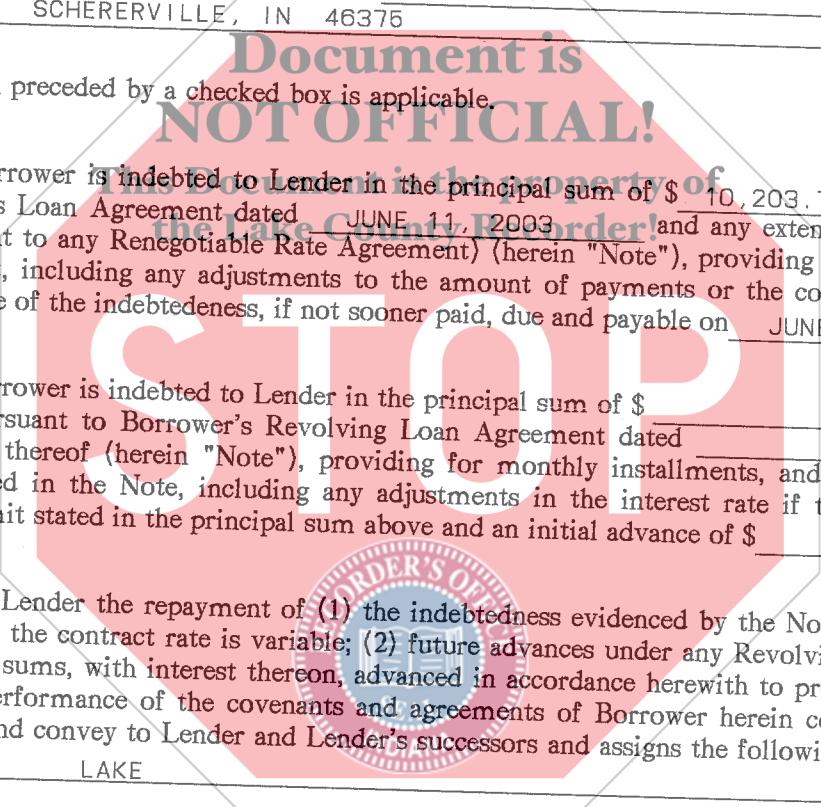 SCHERERVILLE, IN 46375
Document is
preceded by a checked box is applicable.
NOT OFFICIAL!
rrower is indebted to Lender in the principal sum of $ 10,203.
This Document is the property of
s Loan Agreement dated JUNE 11, 2003 and any exten
the Lake County Recorder!
t to any Renegotiable Rate Agreement) (herein "Note"), providing
, including any adjustments to the amount of payments or the co
e of the indebtedness, if not sooner paid, due and payable on JUNE
STOP
rrower is indebted to Lender in the principal sum of $
rsuant to Borrower's Revolving Loan Agreement dated
thereof (herein "Note"), providing for monthly installments, and
ed in the Note, including any adjustments in the interest rate if t
nit stated in the principal sum above and an initial advance of $
RECORDER'S OFFICE
Lender the repayment of (1) the indebtedness evidenced by the No
the contract rate is variable; (2) future advances under any Revolvi
sums, with interest thereon, advanced in accordance herewith to pr
erformance of the covenants and agreements of Borrower herein co
SEAL
nd convey to Lender and Lender's successors and assigns the followi
INDIANA
LAKE